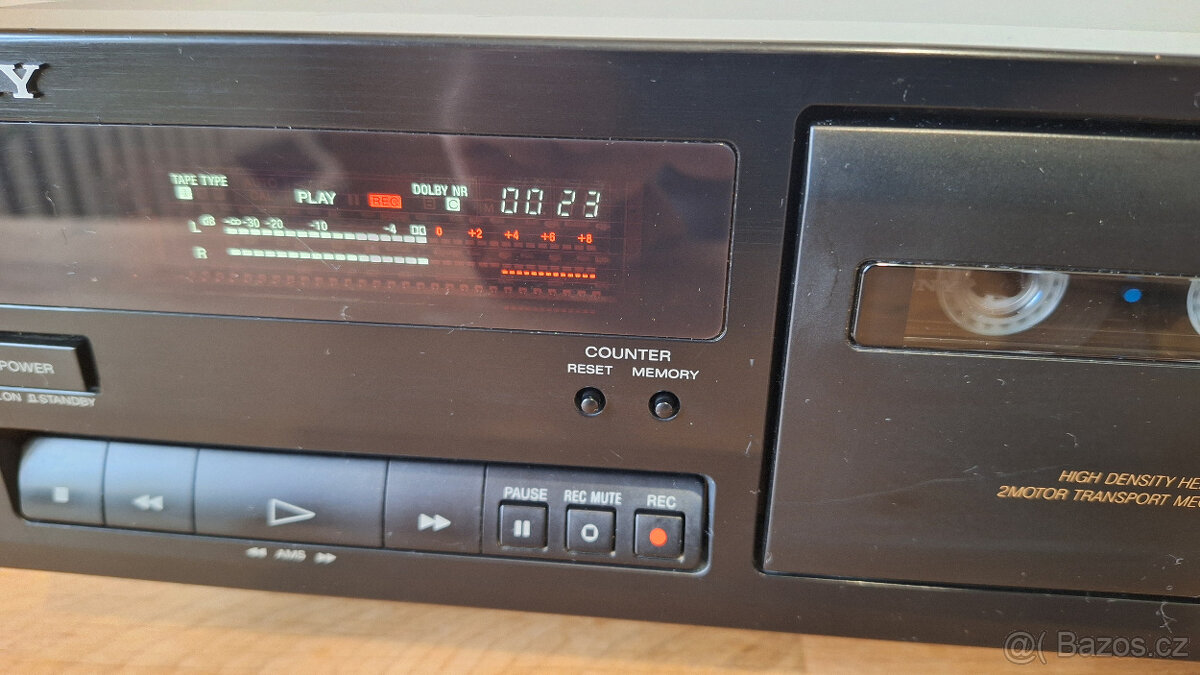 Y
TAPE TYPE
I
PLAY
REC
DOLBY NR
C
0023
dB -∞ -30 -20 -10 -4 0 +2 +4 +6 +8
L
R
POWER
ON STANDBY
COUNTER
RESET MEMORY
PAUSE REC MUTE REC
AMS
HIGH DENSITY HE
2MOTOR TRANSPORT ME
@ Bazos.cz